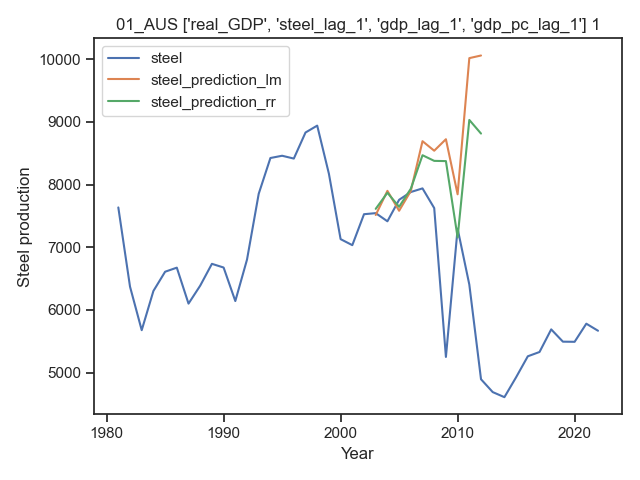 01_AUS ['real_GDP', 'steel_lag_1', 'gdp_lag_1', 'gdp_pc_lag_1'] 1
steel
steel_prediction_lm
steel_prediction_rr
Steel production
10000
9000
8000
7000
6000
5000
1980
1990
2000
2010
2020
Year